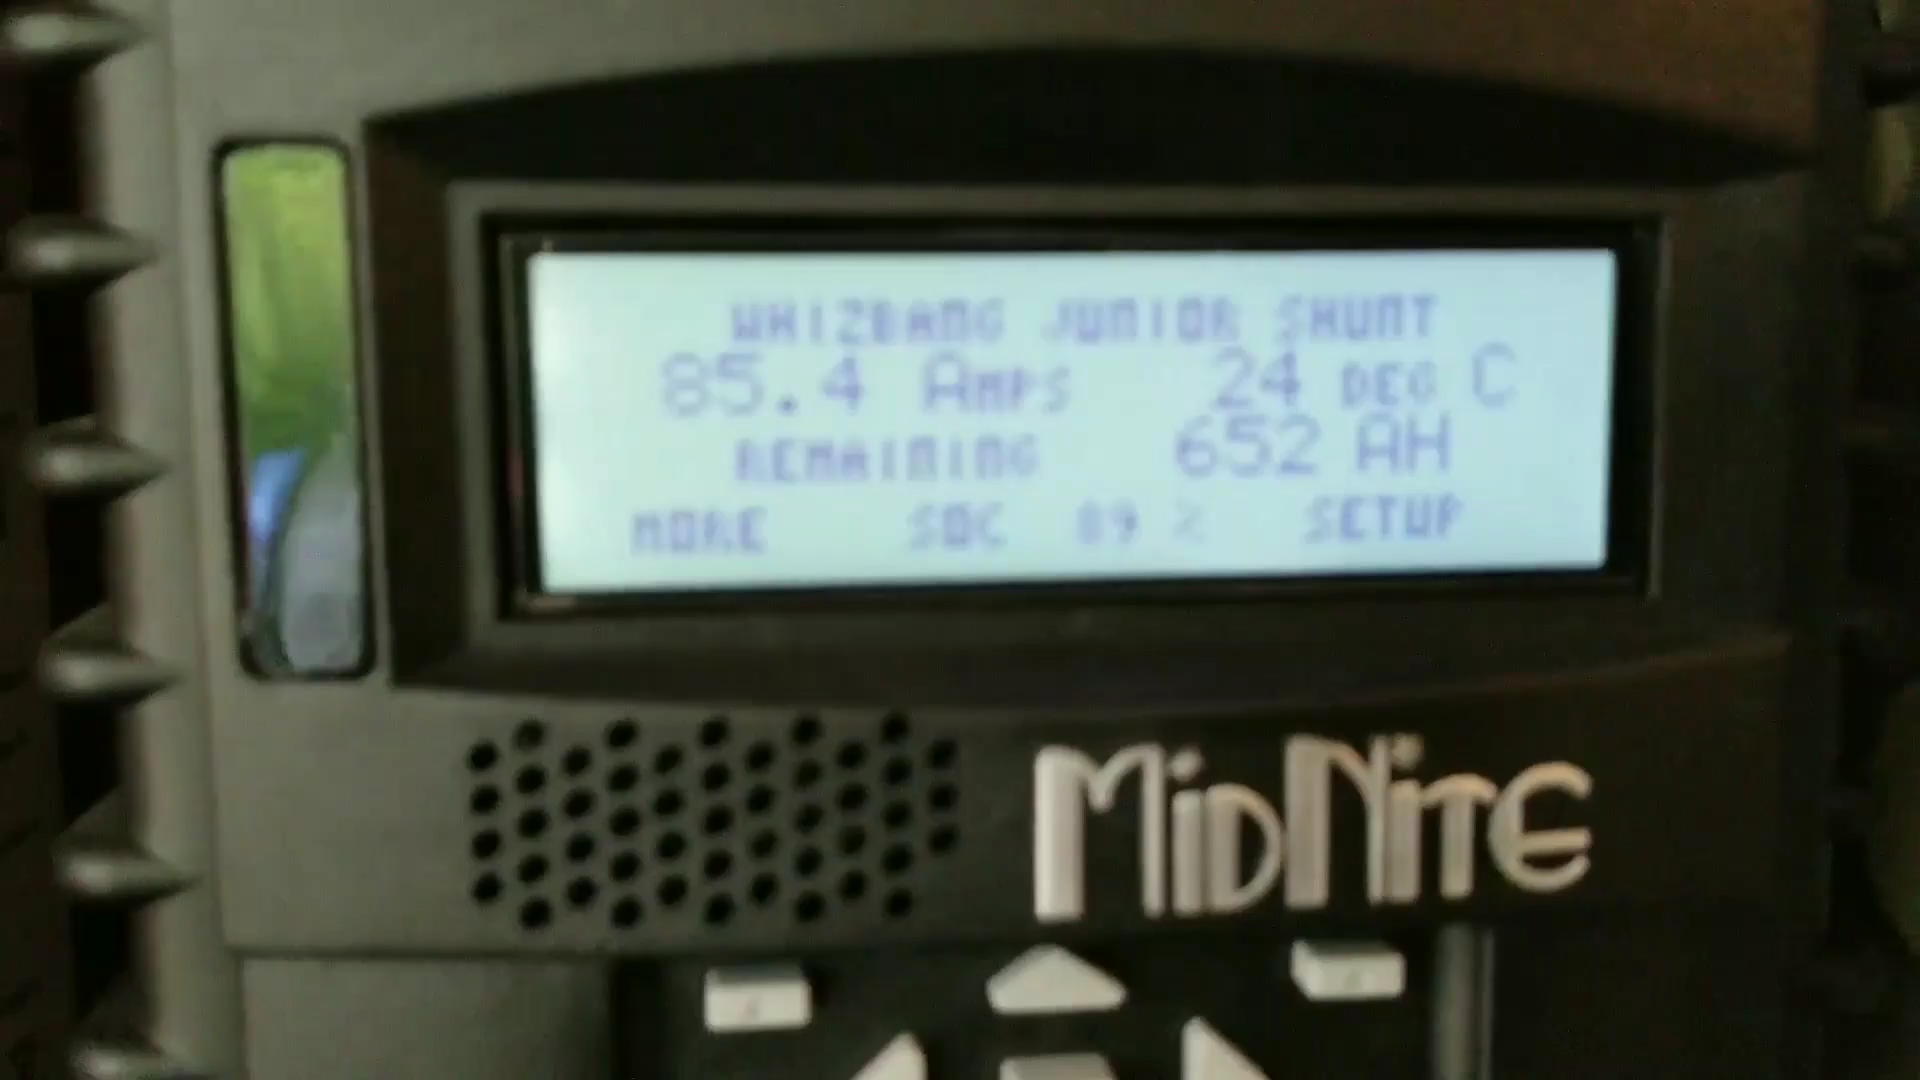 WHIZBANG JUNIOR SHUNT
85.4 AMPS 24 DEG C
REMAINING 652 AH
MORE SOC 89 % SETUP
MIDNITE